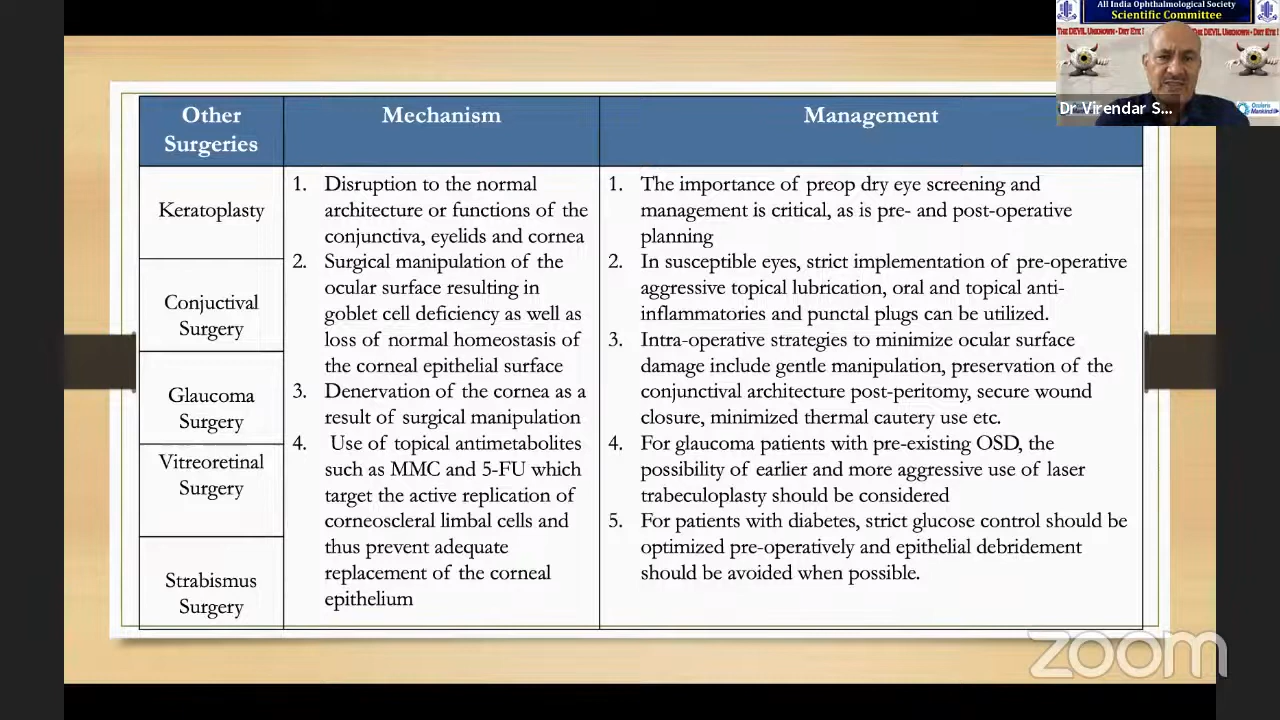 All India Ophthalmological Society
Scientific Committee
THE DEVIL UNKNOWN - DRY EYE !
THE DEVIL UNKNOWN - DRY EYE !
Dr Virendar S...
Other
Surgeries
Mechanism
Management
Keratoplasty
Conjuctival
Surgery
Glaucoma
Surgery
Vitreoretinal
Surgery
Strabismus
Surgery
1. Disruption to the normal
architecture or functions of the
conjunctiva, eyelids and cornea
2. Surgical manipulation of the
ocular surface resulting in
goblet cell deficiency as well as
loss of normal homeostasis of
the corneal epithelial surface
3. Denervation of the cornea as a
result of surgical manipulation
4. Use of topical antimetabolites
such as MMC and 5-FU which
target the active replication of
corneoscleral limbal cells and
thus prevent adequate
replacement of the corneal
epithelium
1. The importance of preop dry eye screening and
management is critical, as is pre- and post-operative
planning
2. In susceptible eyes, strict implementation of pre-operative
aggressive topical lubrication, oral and topical anti-
inflammatories and punctal plugs can be utilized.
3. Intra-operative strategies to minimize ocular surface
damage include gentle manipulation, preservation of the
conjunctival architecture post-peritomy, secure wound
closure, minimized thermal cautery use etc.
4. For glaucoma patients with pre-existing OSD, the
possibility of earlier and more aggressive use of laser
trabeculoplasty should be considered
5. For patients with diabetes, strict glucose control should be
optimized pre-operatively and epithelial debridement
should be avoided when possible.
zoom